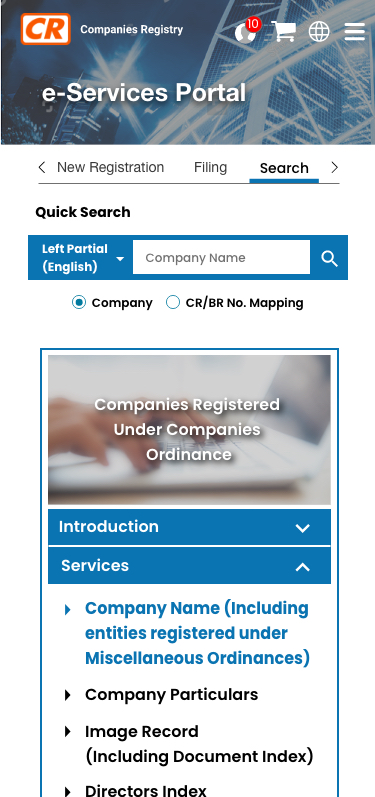 CR Companies Registry
10
e-Services Portal
New Registration Filing Search
Quick Search
Left Partial
(English)
Company Name
Company CR/BR No. Mapping
Companies Registered
Under Companies
Ordinance
Introduction
Services
Company Name (Including
entities registered under
Miscellaneous Ordinances)
Company Particulars
Image Record
(Including Document Index)
Directors Index